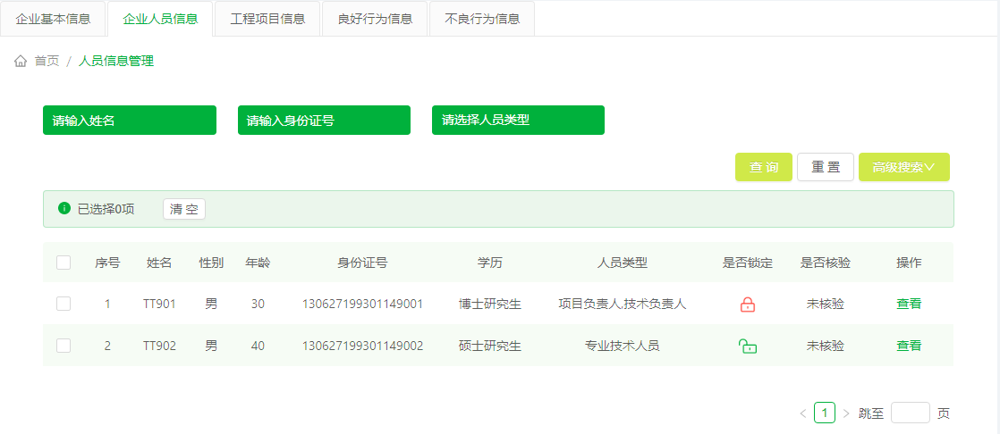 企业基本信息 企业人员信息 工程项目信息 良好行为信息 不良行为信息
首页 / 人员信息管理
请输入姓名 请输入身份证号 请选择人员类型
查 询 重 置 高级搜索
已选择0项 清 空
序号 姓名 性别 年龄 身份证号 学历 人员类型 是否锁定 是否核验 操作
1 TT901 男 30 130627199301149001 博士研究生 项目负责人,技术负责人 未核验 查看
2 TT902 男 40 130627199301149002 硕士研究生 专业技术人员 未核验 查看
< 1 > 跳至 页